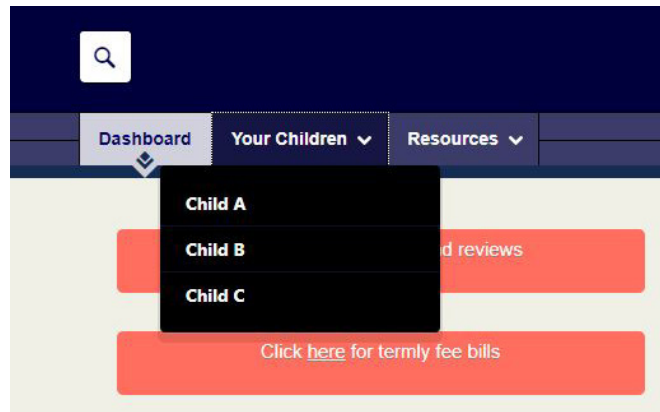 Dashboard Your Children Resources
Child A
Child B
d reviews
Child C
Click here for termly fee bills